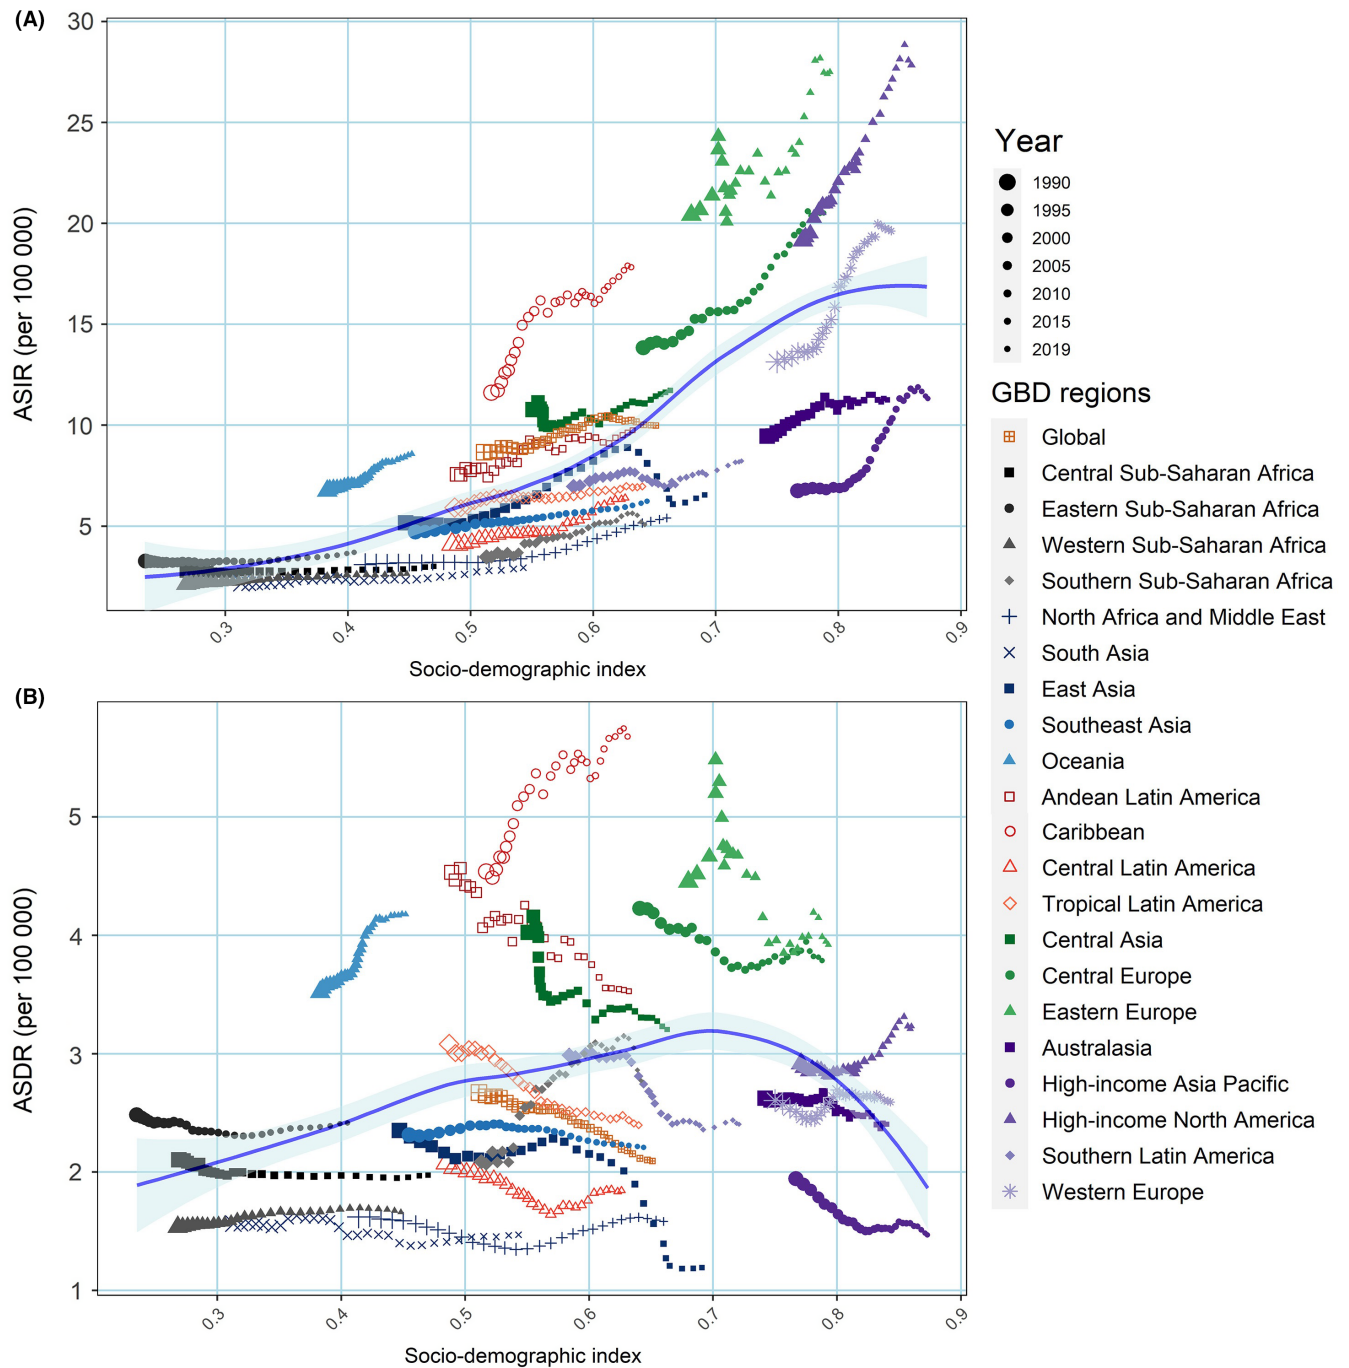 (A)
30
25
20
15
10
5
ASIR (per 100 000)
0.3
0.4
0.5
0.6
0.7
0.8
0.9
Socio-demographic index
(B)
5
4
3
2
1
ASDR (per 100 000)
0.3
0.4
0.5
0.6
0.7
0.8
0.9
Socio-demographic index
Year
1990
1995
2000
2005
2010
2015
2019
GBD regions
Global
Central Sub-Saharan Africa
Eastern Sub-Saharan Africa
Western Sub-Saharan Africa
Southern Sub-Saharan Africa
North Africa and Middle East
South Asia
East Asia
Southeast Asia
Oceania
Andean Latin America
Caribbean
Central Latin America
Tropical Latin America
Central Asia
Central Europe
Eastern Europe
Australasia
High-income Asia Pacific
High-income North America
Southern Latin America
Western Europe